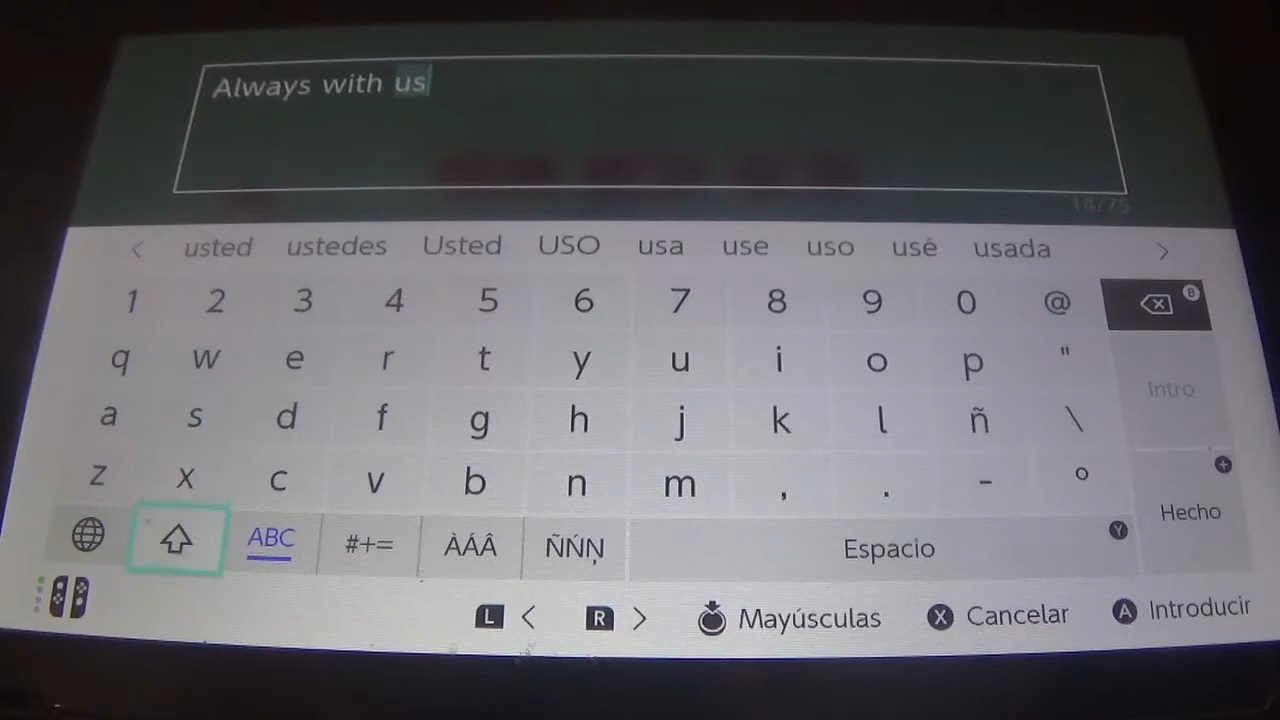 Always with us
18/75
< usted ustedes Usted USO usa use uso usé usada >
1 2 3 4 5 6 7 8 9 0 @ B
q w e r t y u i o p " Intro
a s d f g h j k l ñ \
z x c v b n m , . - º + Hecho
ABC #+= ÀÁÂ ÑŃŅ Espacio Y
L < R > Mayúsculas X Cancelar A Introducir